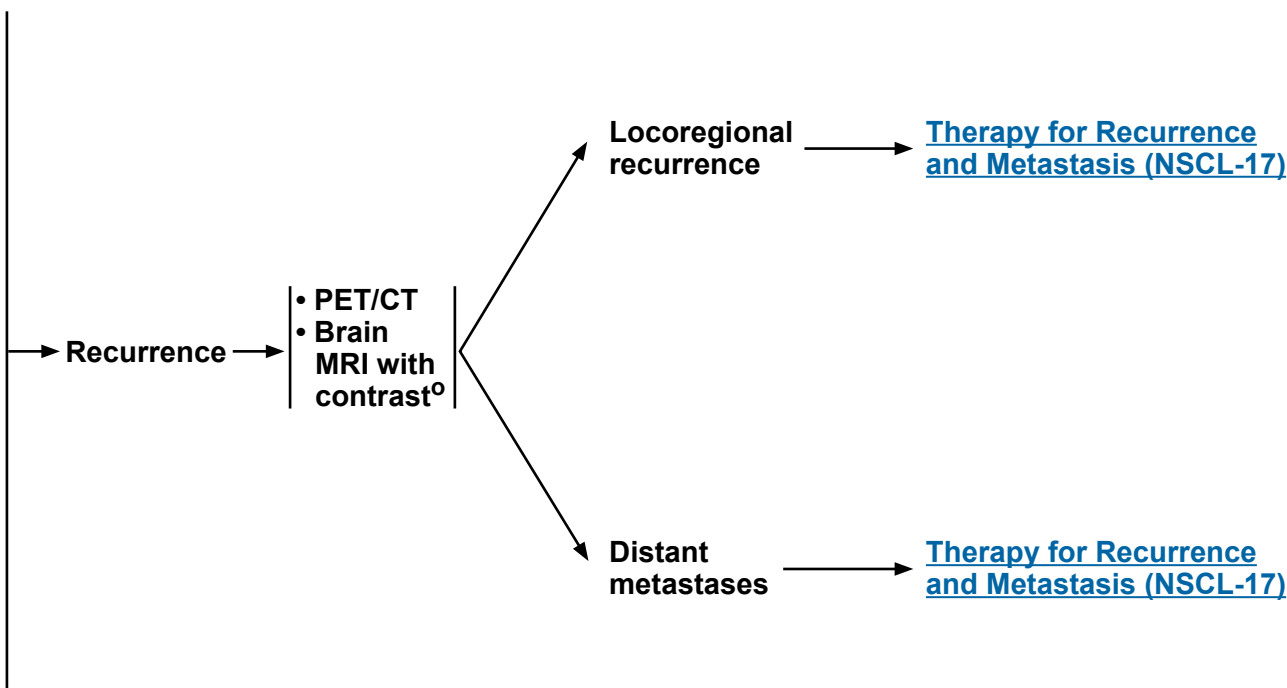 Locoregional
recurrence
Therapy for Recurrence
and Metastasis (NSCL-17)
Recurrence
• PET/CT
• Brain
MRI with
contrastᵒ
Distant
metastases
Therapy for Recurrence
and Metastasis (NSCL-17)